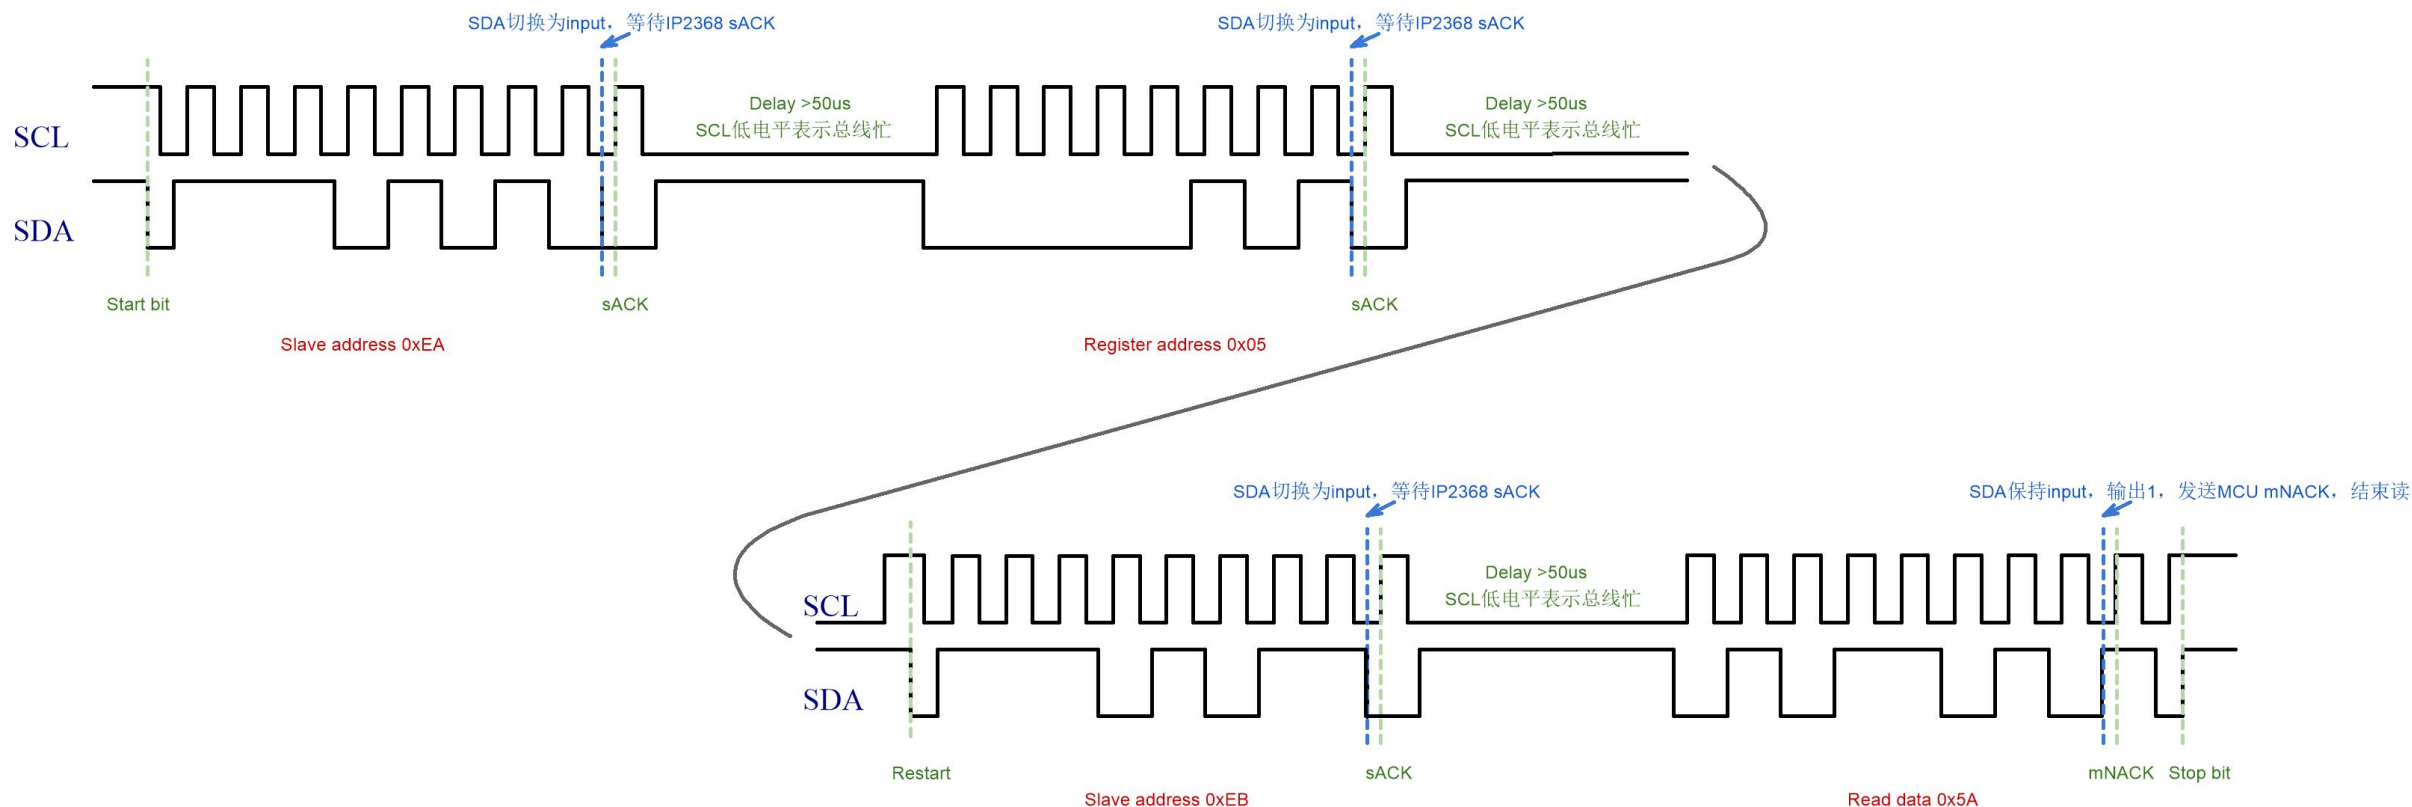 SDA切换为input，等待IP2368 sACK
SDA切换为input，等待IP2368 sACK
Delay >50us
SCL低电平表示总线忙
Delay >50us
SCL低电平表示总线忙
SCL
SDA
Start bit
sACK
sACK
Slave address 0xEA
Register address 0x05
SDA切换为input，等待IP2368 sACK
SDA保持input，输出1，发送MCU mNACK，结束读
Delay >50us
SCL低电平表示总线忙
SCL
SDA
Restart
sACK
mNACK
Stop bit
Slave address 0xEB
Read data 0x5A